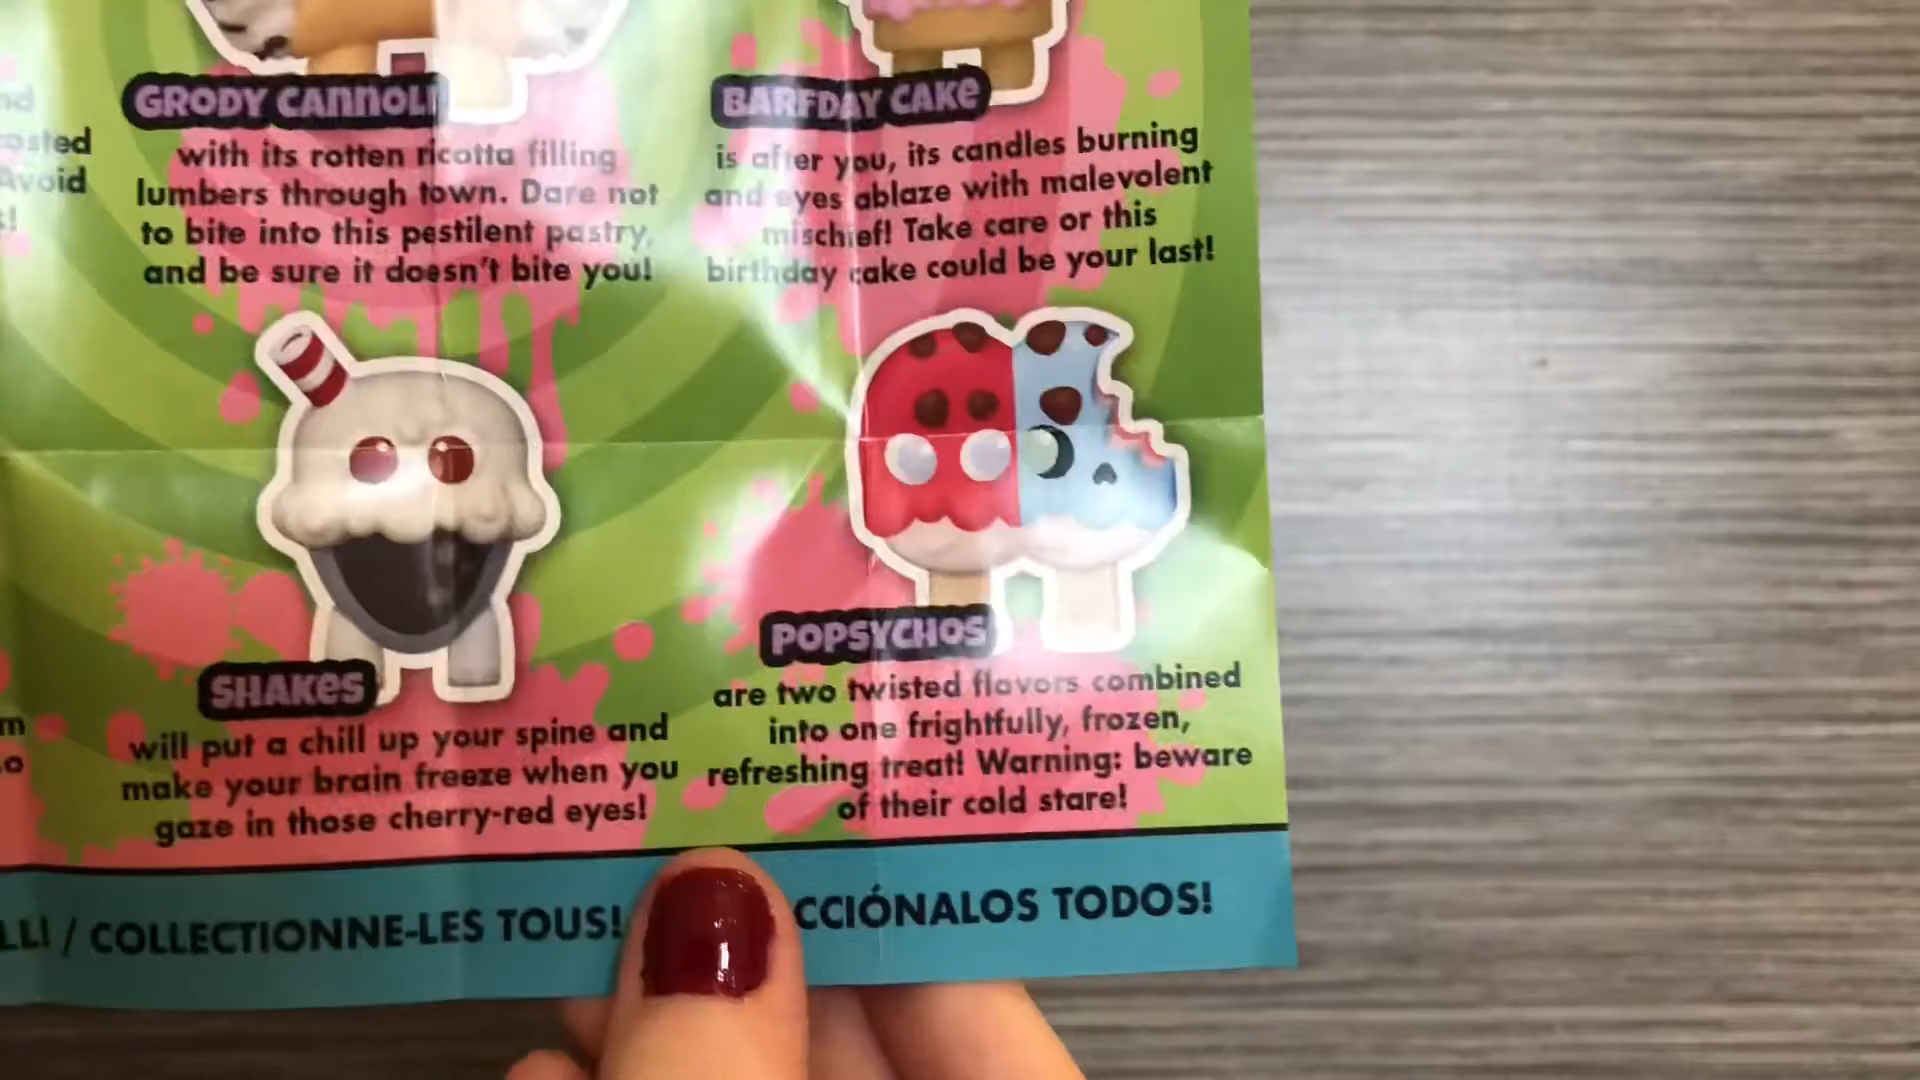 GRODY CANNOLI
with its rotten ricotta filling
lumbers through town. Dare not
to bite into this pestilent pastry,
and be sure it doesn't bite you!
BARFDAY CAKE
is after you, its candles burning
and eyes ablaze with malevolent
mischief! Take care or this
birthday cake could be your last!
Avoid
SHAKES
will put a chill up your spine and
make your brain freeze when you
gaze in those cherry-red eyes!
POPSYCHOS
are two twisted flavors combined
into one frightfully, frozen,
refreshing treat! Warning: beware
of their cold stare!
LL! / COLLECTIONNE-LES TOUS! CCIÓNALOS TODOS!